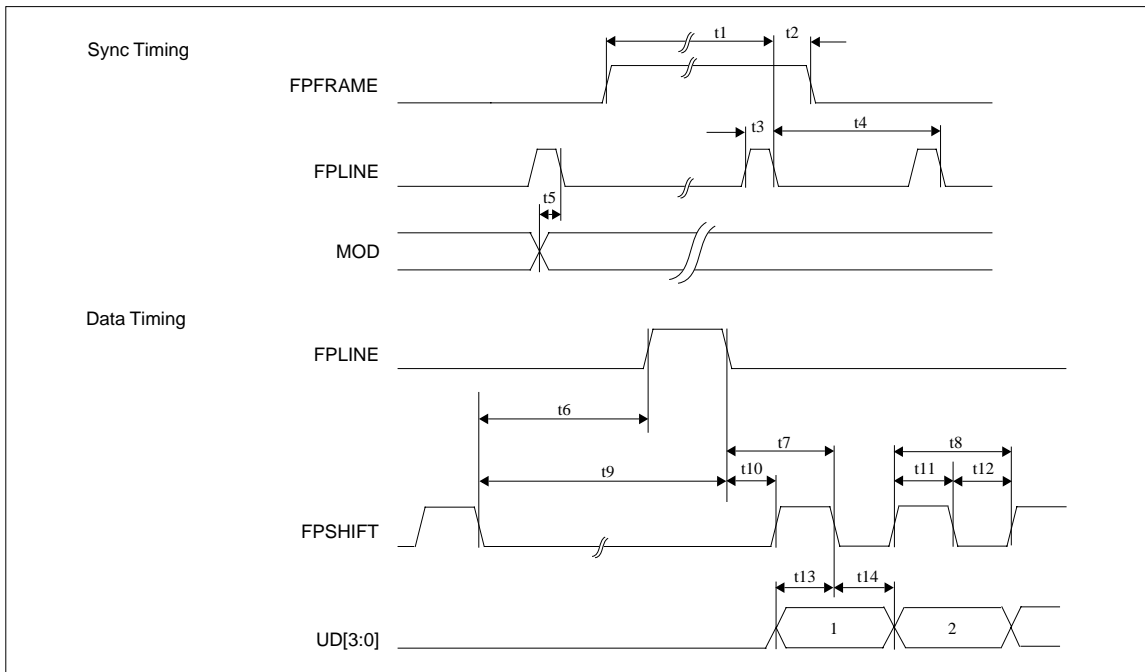 Sync Timing
t1 t2
FPFRAME
t3 t4
FPLINE
t5
MOD
Data Timing
FPLINE
t6
t7 t8
t9 t10 t11 t12
FPSHIFT
t13 t14
UD[3:0] 1 2